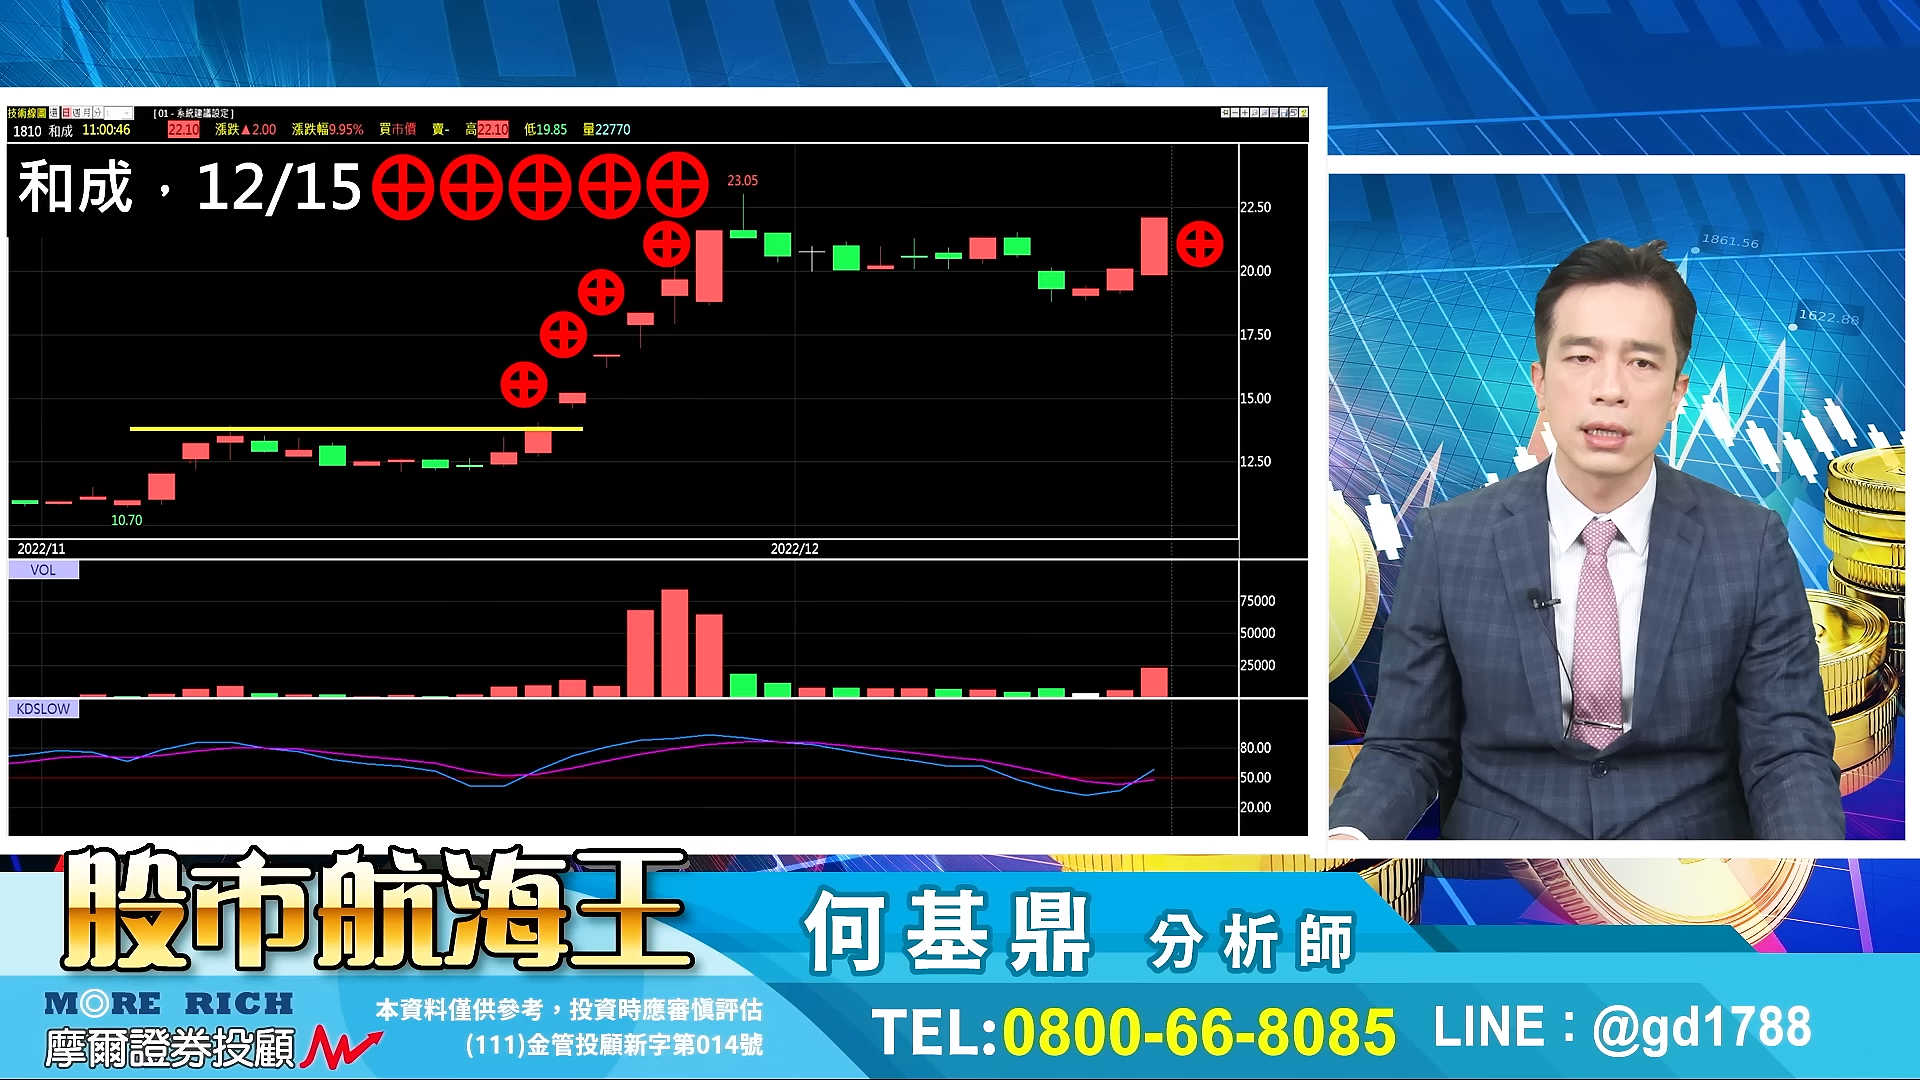 技術線圖 週 日 週 月 分 [ 01 - 系統建議設定 ]
1810 和成 11:00:46 22.10 漲跌▲2.00 漲跌幅9.95% 買市價 賣- 高22.10 低19.85 量22770
和成，12/15
23.05
22.50
20.00
17.50
15.00
12.50
10.70
2022/11 2022/12
VOL
75000
50000
25000
KDSLOW
80.00
50.00
20.00
1861.56
1622.88
股市航海王
何基鼎 分析師
MORE RICH
摩爾證券投顧
本資料僅供參考，投資時應審慎評估
(111)金管投顧新字第014號
TEL:0800-66-8085 LINE：@gd1788